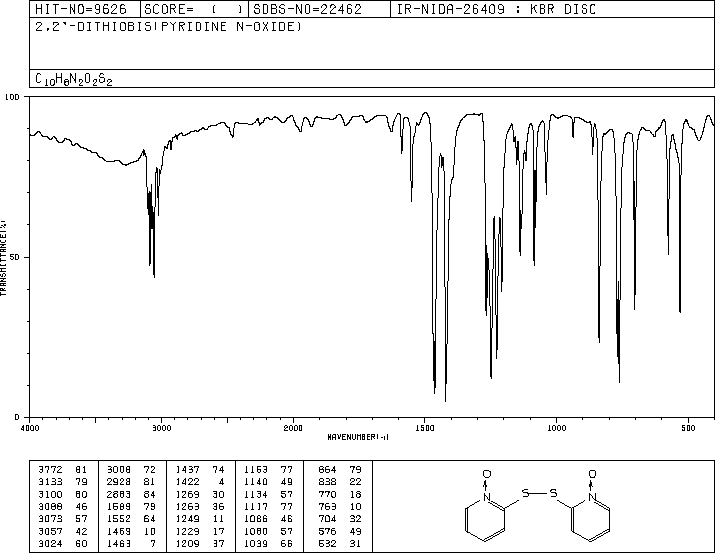 HIT-NO=9626 SCORE= ( ) SDBS-NO=22462 IR-NIDA-26409 : KBR DISC
2,2'-DITHIOBIS(PYRIDINE N-OXIDE)
C10H8N2O2S2
100
50
0
TRANSMITTANCE(%)
4000 3000 2000 1500 1000 500
WAVENUMBER(-1)
3772 81 3008 72 1437 74 1153 77 864 79
3133 79 2928 81 1422 4 1140 49 838 22
3100 80 2883 84 1269 30 1134 57 770 18
3088 46 1589 79 1263 36 1117 77 763 10
3073 57 1552 64 1249 11 1086 46 704 32
3057 42 1469 10 1229 17 1080 57 576 49
3024 60 1463 7 1209 37 1039 68 532 31
O O
N S S N